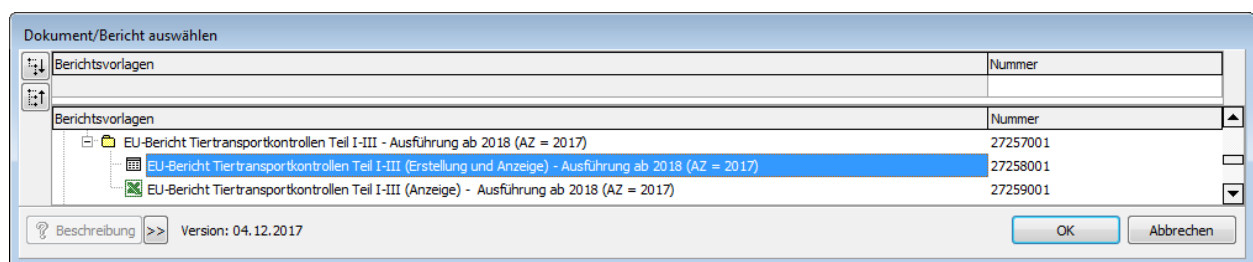 Dokument/Bericht auswählen
Berichtsvorlagen Nummer
Berichtsvorlagen Nummer
EU-Bericht Tiertransportkontrollen Teil I-III - Ausführung ab 2018 (AZ = 2017) 27257001
EU-Bericht Tiertransportkontrollen Teil I-III (Erstellung und Anzeige) - Ausführung ab 2018 (AZ = 2017) 27258001
EU-Bericht Tiertransportkontrollen Teil I-III (Anzeige) - Ausführung ab 2018 (AZ = 2017) 27259001
? Beschreibung >> Version: 04.12.2017 OK Abbrechen